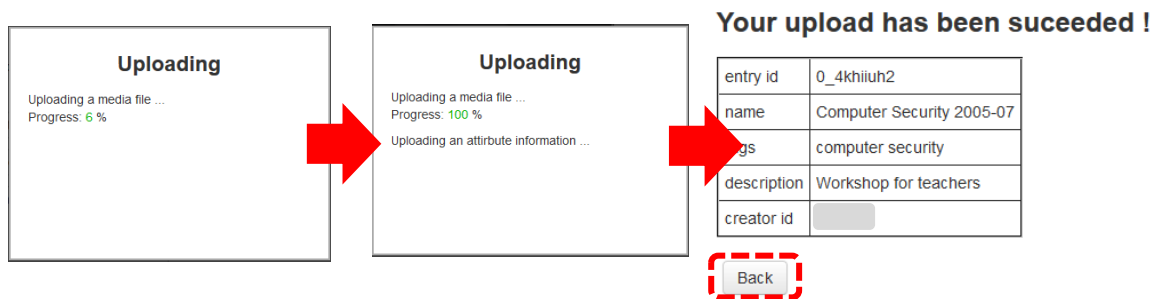 Uploading
Uploading a media file ...
Progress: 6 %
Uploading
Uploading a media file ...
Progress: 100 %
Uploading an attirbute information ...
Your upload has been suceeded !
entry id 0_4khiiuh2
name Computer Security 2005-07
computer security
description Workshop for teachers
creator id
Back